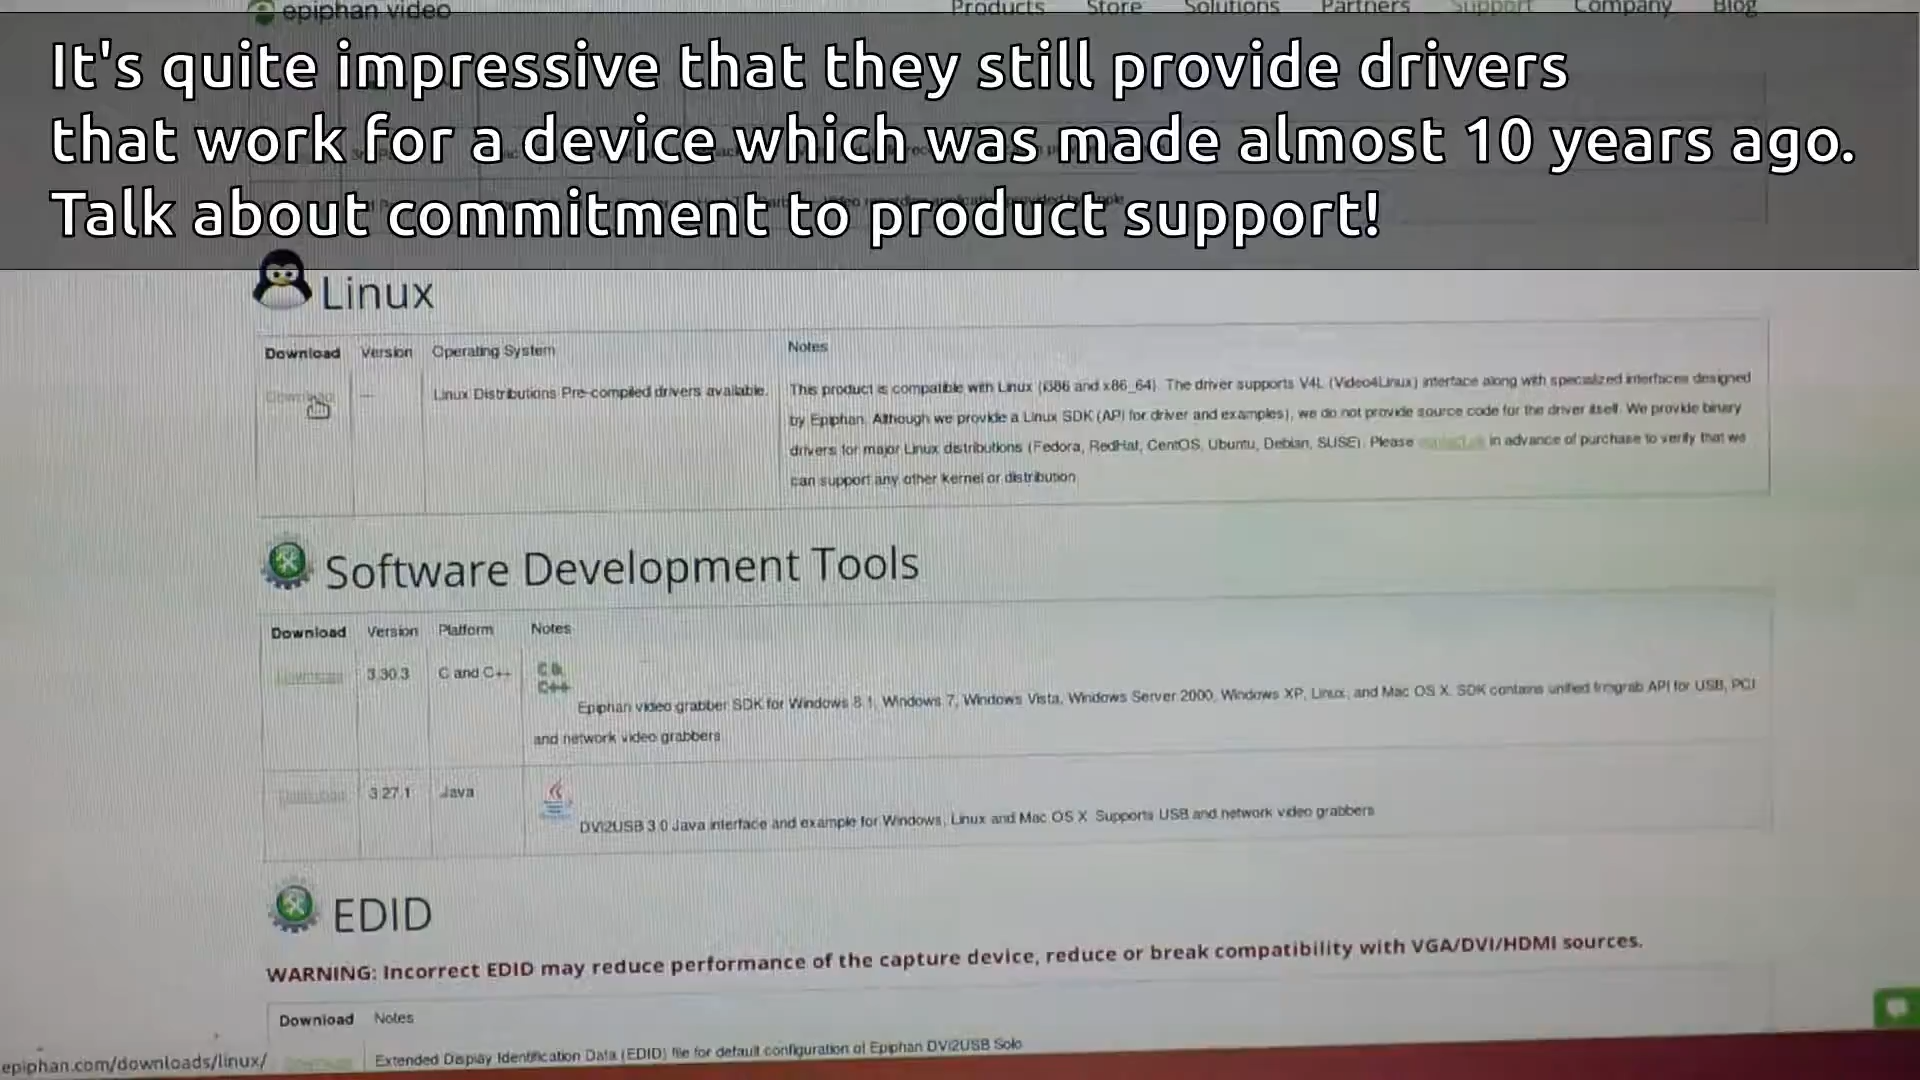 epiphan video
Products Store Solutions Partners Support Company Blog
It's quite impressive that they still provide drivers
that work for a device which was made almost 10 years ago.
Talk about commitment to product support!
Linux
Download Version Operating System Notes
Download --- Linux Distributions Pre-compiled drivers available.
This product is compatible with Linux (i386 and x86_64). The driver supports V4L (Video4Linux) interface along with specialized interfaces designed
by Epiphan. Although we provide a Linux SDK (API for driver and examples), we do not provide source code for the driver itself. We provide binary
drivers for major Linux distributions (Fedora, RedHat, CentOS, Ubuntu, Debian, SUSE). Please contact us in advance of purchase to verify that we
can support any other kernel or distribution
Software Development Tools
Download Version Platform Notes
Download 3.30.3 C and C++
C &
C++
Epiphan video grabber SDK for Windows 8.1, Windows 7, Windows Vista, Windows Server 2000, Windows XP, Linux, and Mac OS X. SDK contains unified frmgrab API for USB, PCI
and network video grabbers
Download 3.27.1 Java
DVI2USB 3.0 Java interface and example for Windows, Linux and Mac OS X. Supports USB and network video grabbers
EDID
WARNING: Incorrect EDID may reduce performance of the capture device, reduce or break compatibility with VGA/DVI/HDMI sources.
Download Notes
Extended Display Identification Data (EDID) file for default configuration of Epiphan DVI2USB Solo
epiphan.com/downloads/linux/